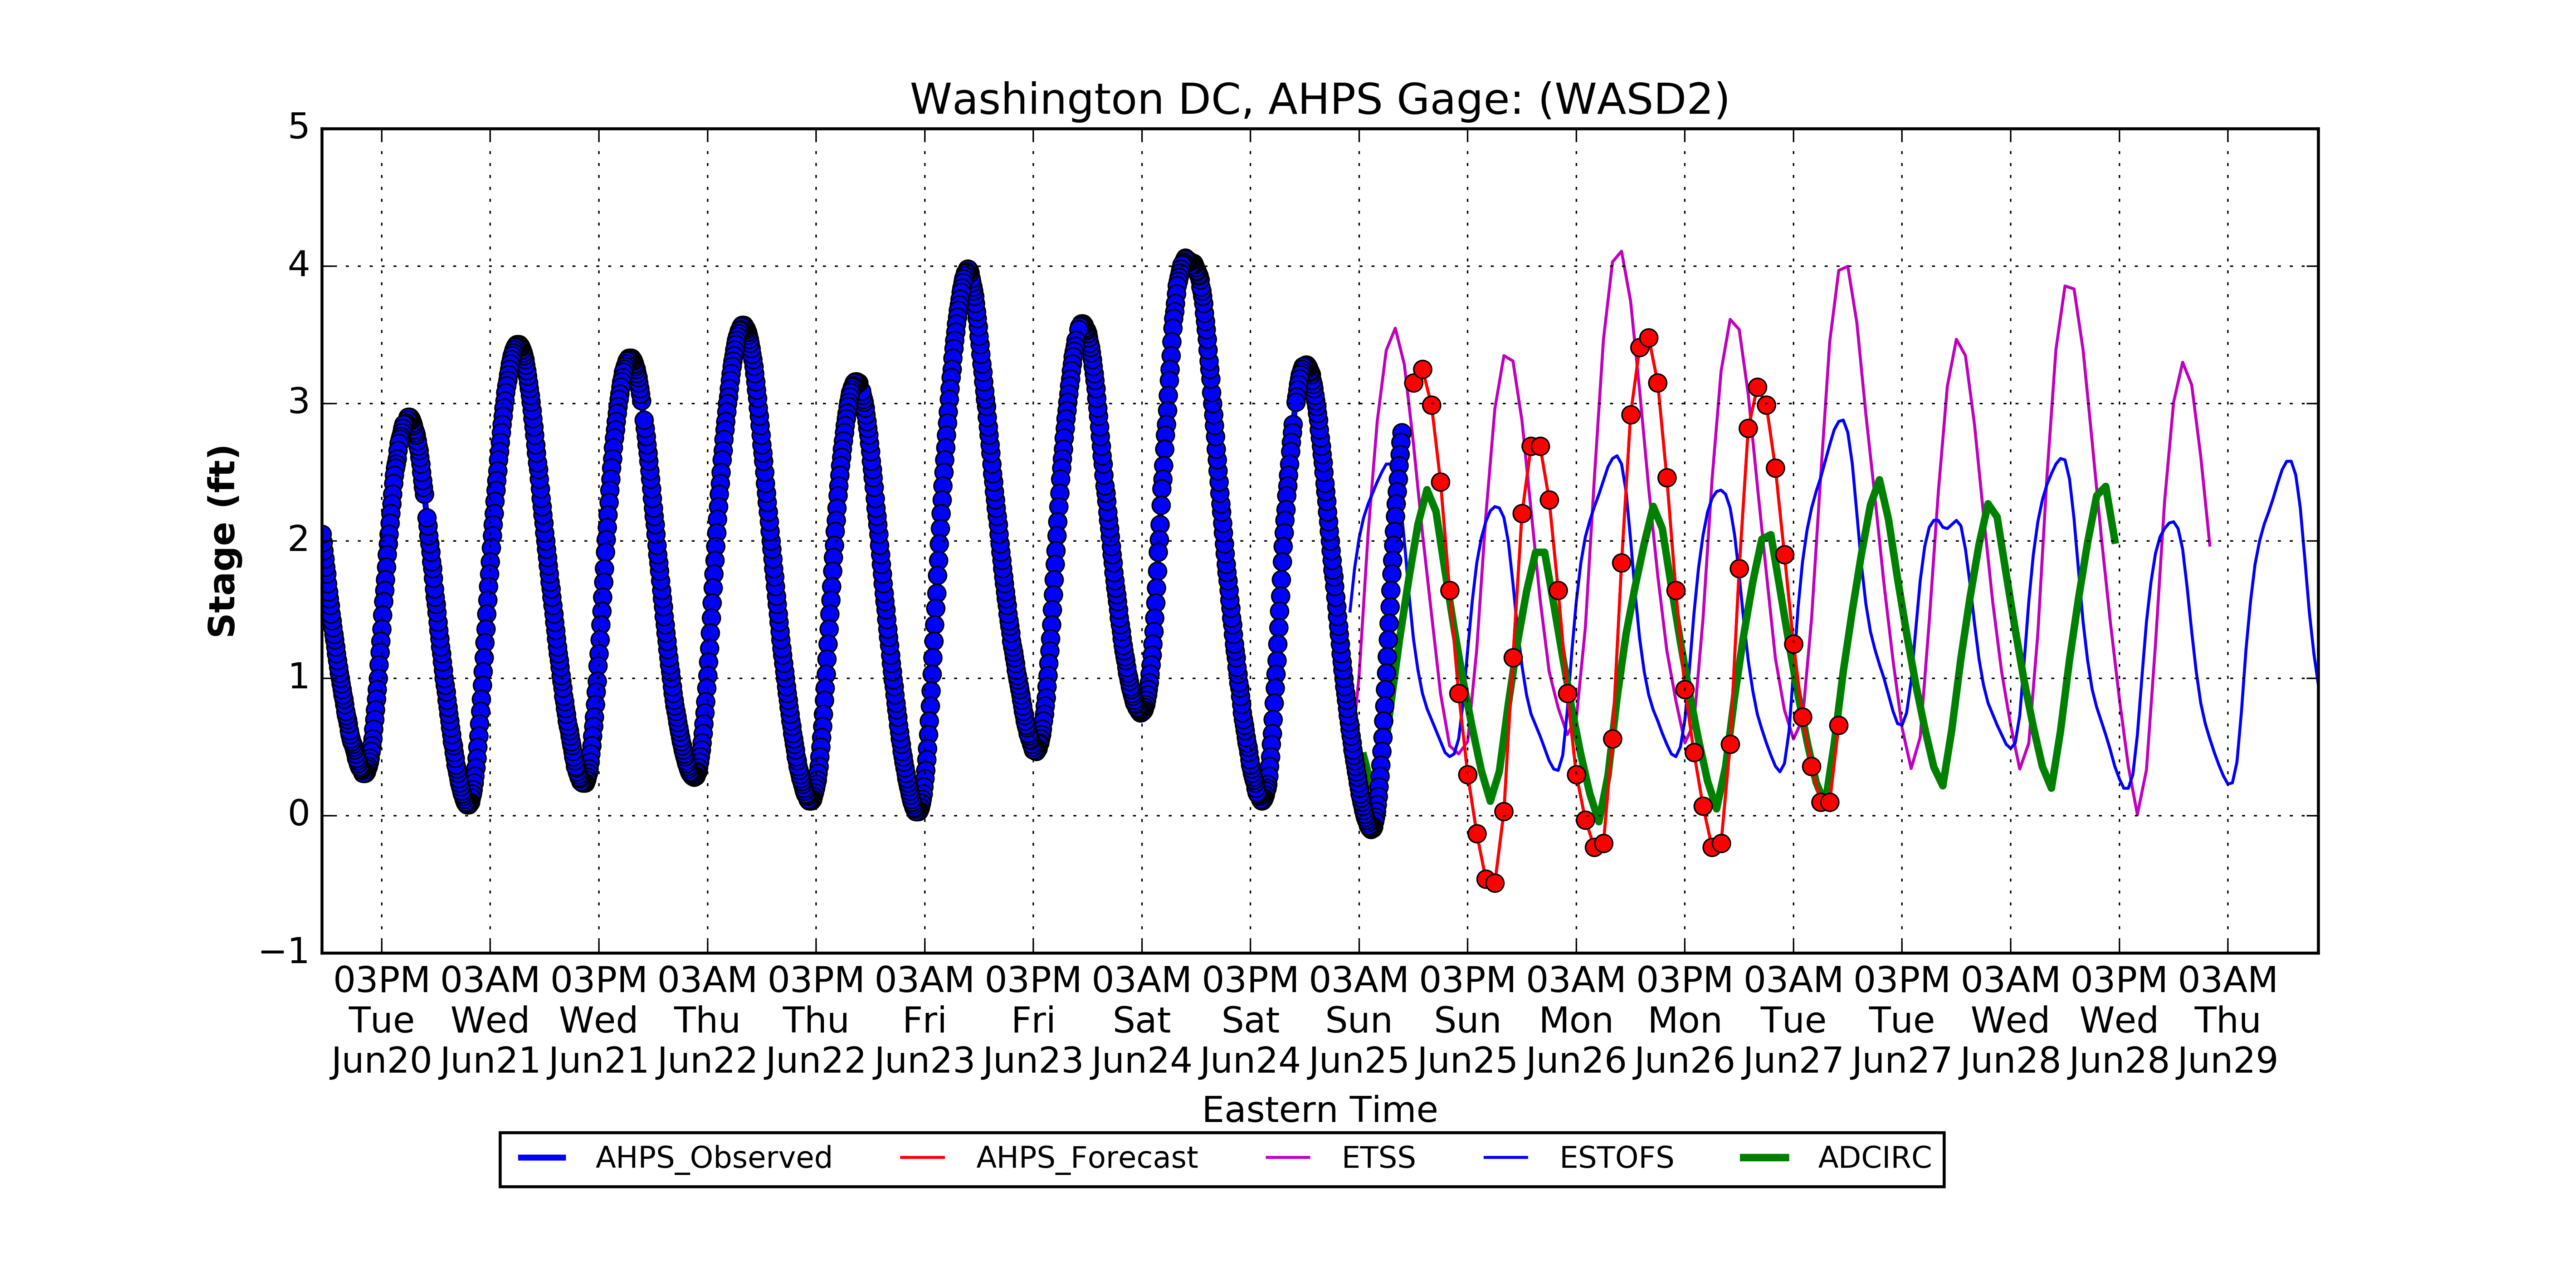 Washington DC, AHPS Gage: (WASD2)
5
4
3
2
1
0
−1
Stage (ft)
03PM 03AM 03PM 03AM 03PM 03AM 03PM 03AM 03PM 03AM 03PM 03AM 03PM 03AM 03PM 03AM 03PM 03AM
Tue Wed Wed Thu Thu Fri Fri Sat Sat Sun Sun Mon Mon Tue Tue Wed Wed Thu
Jun20 Jun21 Jun21 Jun22 Jun22 Jun23 Jun23 Jun24 Jun24 Jun25 Jun25 Jun26 Jun26 Jun27 Jun27 Jun28 Jun28 Jun29
Eastern Time
AHPS_Observed AHPS_Forecast ETSS ESTOFS ADCIRC